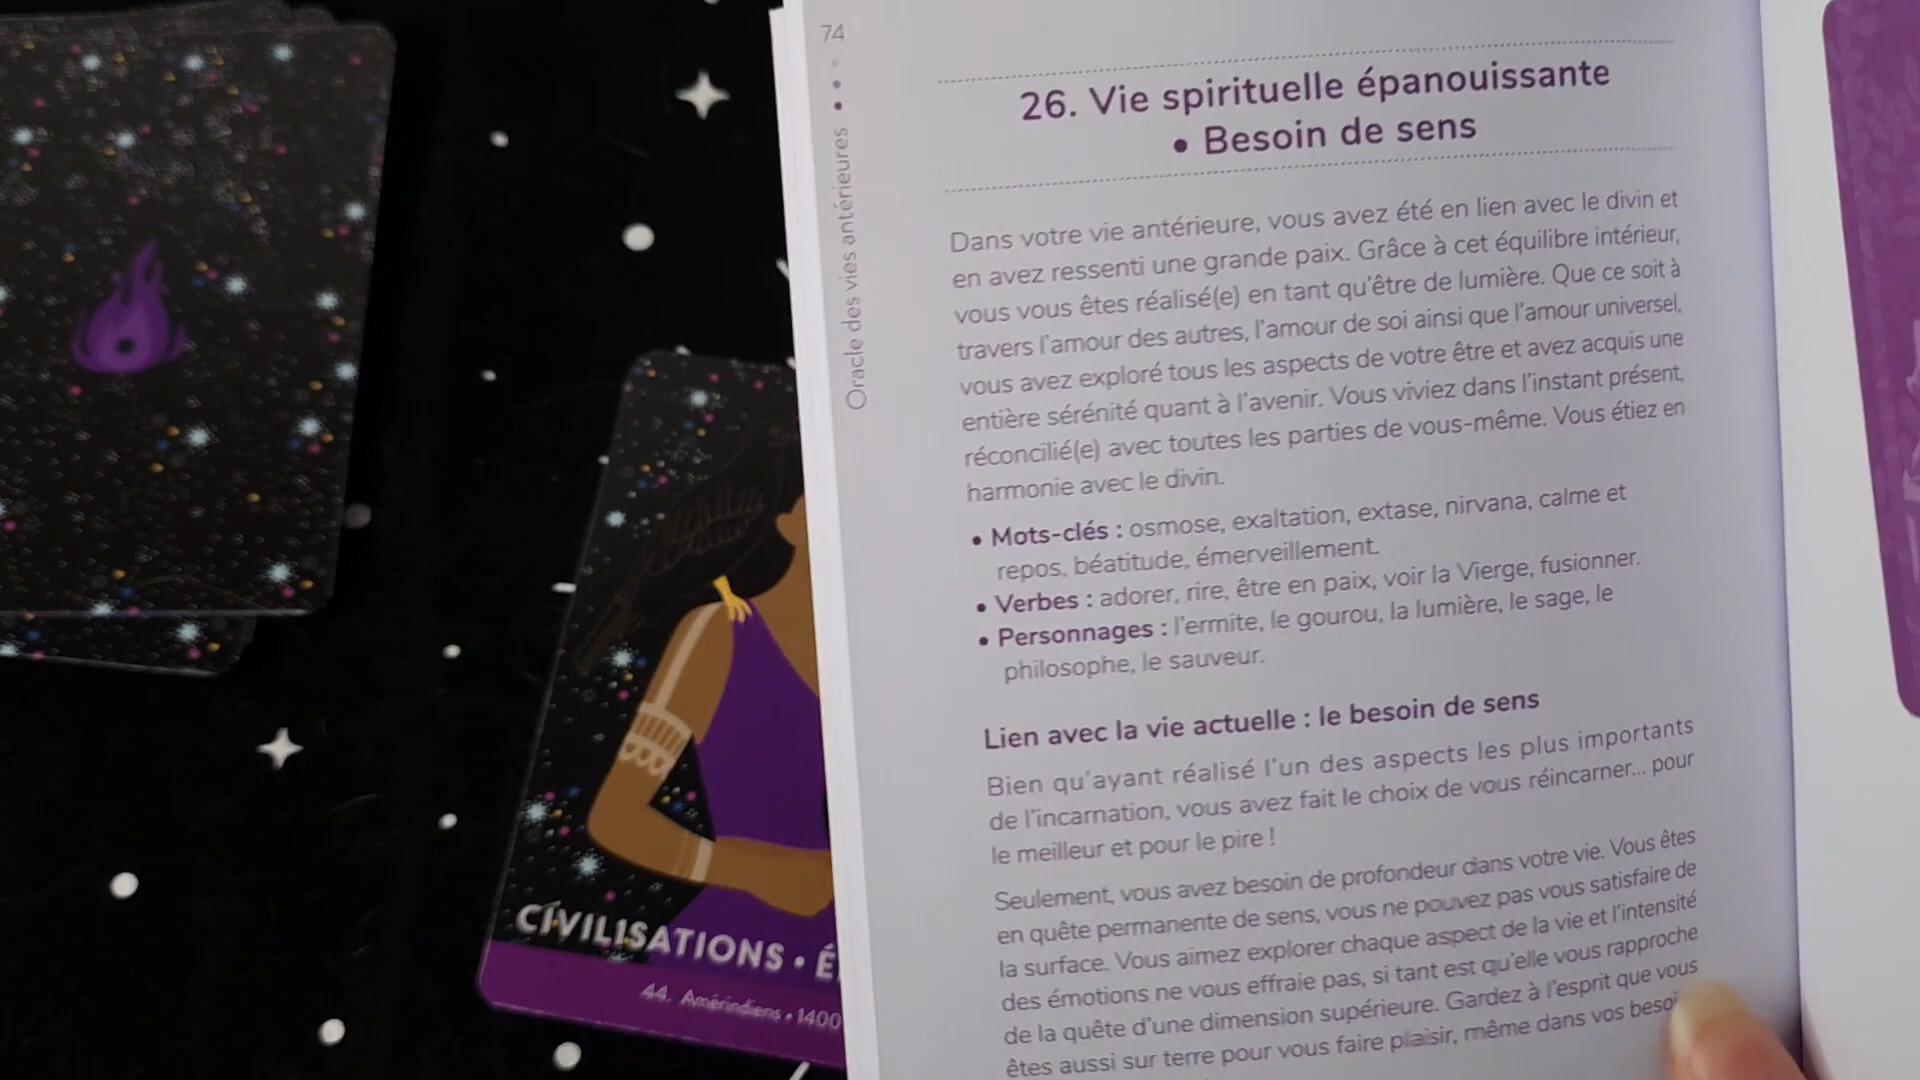 74
Oracle des vies antérieures
26. Vie spirituelle épanouissante
• Besoin de sens
Dans votre vie antérieure, vous avez été en lien avec le divin et
en avez ressenti une grande paix. Grâce à cet équilibre intérieur,
vous vous êtes réalisé(e) en tant qu'être de lumière. Que ce soit à
travers l'amour des autres, l'amour de soi ainsi que l'amour universel,
vous avez exploré tous les aspects de votre être et avez acquis une
entière sérénité quant à l'avenir. Vous viviez dans l'instant présent,
réconcilié(e) avec toutes les parties de vous-même. Vous étiez en
harmonie avec le divin.
• Mots-clés : osmose, exaltation, extase, nirvana, calme et
repos, béatitude, émerveillement.
• Verbes : adorer, rire, être en paix, voir la Vierge, fusionner.
• Personnages : l'ermite, le gourou, la lumière, le sage, le
philosophe, le sauveur.
Lien avec la vie actuelle : le besoin de sens
Bien qu'ayant réalisé l'un des aspects les plus importants
de l'incarnation, vous avez fait le choix de vous réincarner... pour
le meilleur et pour le pire !
Seulement, vous avez besoin de profondeur dans votre vie. Vous êtes
en quête permanente de sens, vous ne pouvez pas vous satisfaire de
la surface. Vous aimez explorer chaque aspect de la vie et l'intensité
des émotions ne vous effraie pas, si tant est qu'elle vous rapproche
de la quête d'une dimension supérieure. Gardez à l'esprit que vous
êtes aussi sur terre pour vous faire plaisir, même dans vos
CIVILISATIONS •
44. Amérindiens • 1400